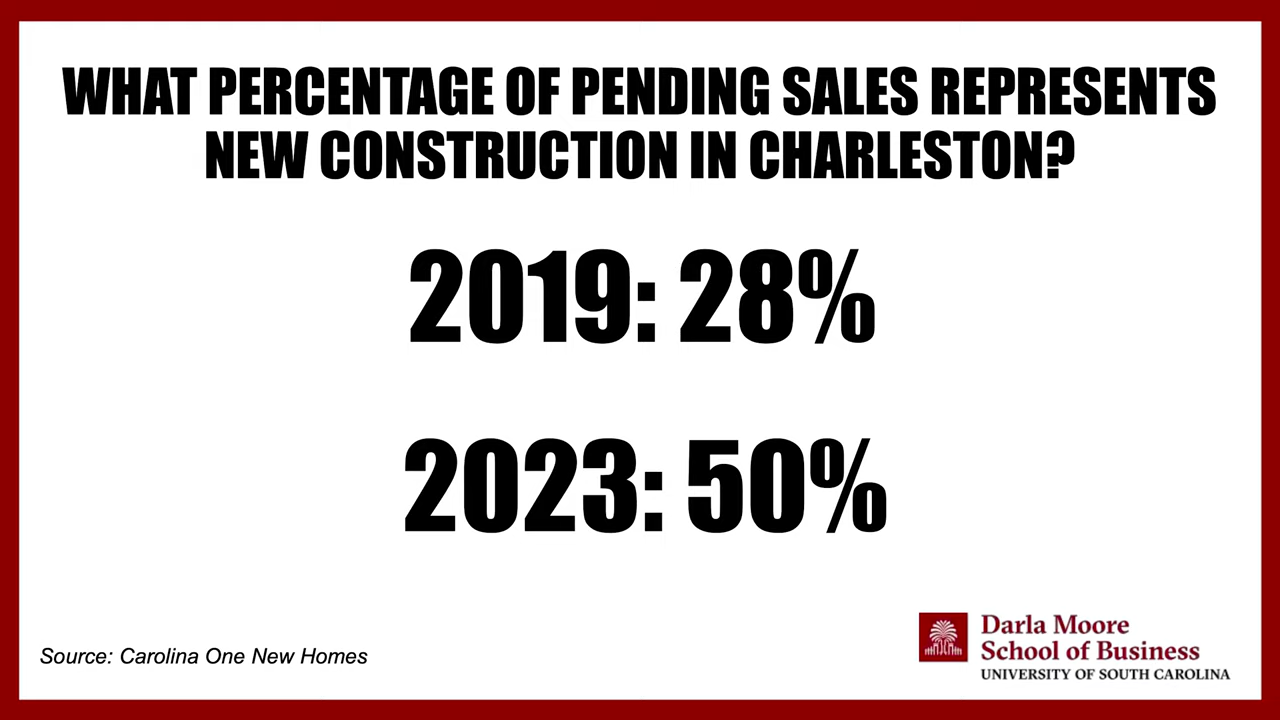 WHAT PERCENTAGE OF PENDING SALES REPRESENTS
NEW CONSTRUCTION IN CHARLESTON?
2019: 28%
2023: 50%
Source: Carolina One New Homes
Darla Moore
School of Business
UNIVERSITY OF SOUTH CAROLINA